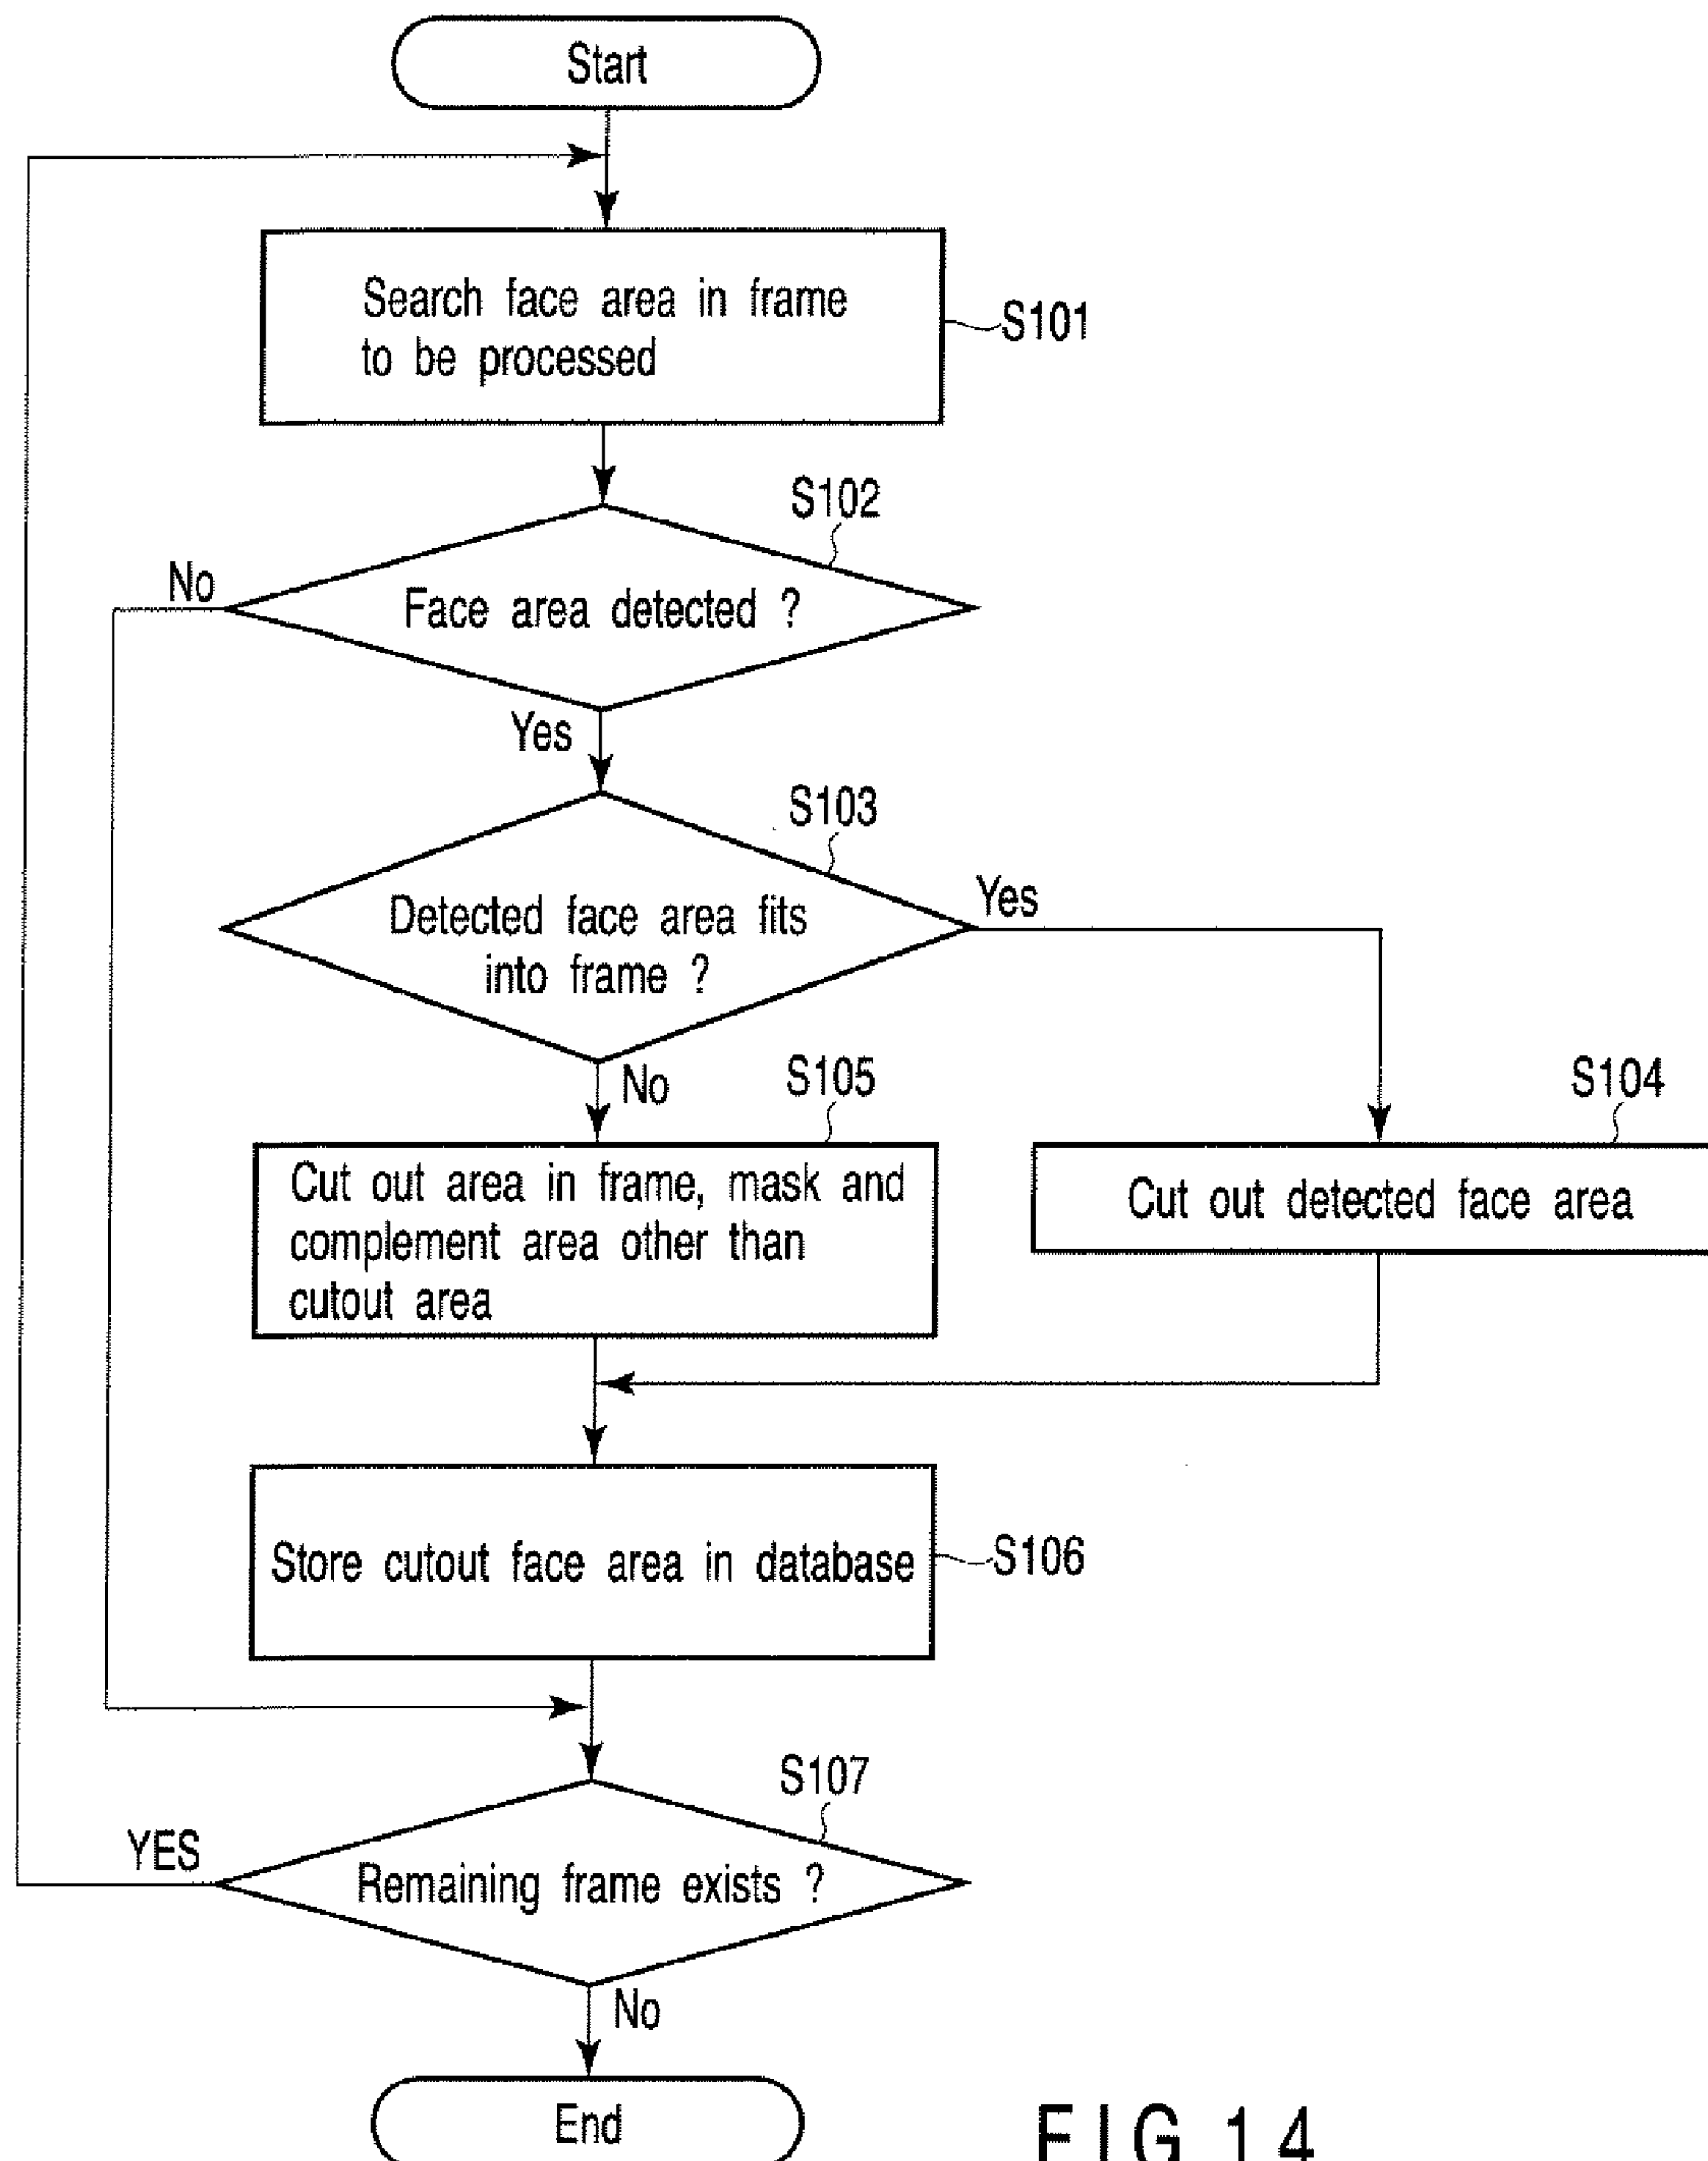 Start
Search face area in frame
to be processed
S101
S102
No
Face area detected ?
Yes
S103
Detected face area fits
into frame ?
Yes
No
S105
S104
Cut out area in frame, mask and
complement area other than
cutout area
Cut out detected face area
Store cutout face area in database
S106
S107
YES
Remaining frame exists ?
No
End
FIG. 14